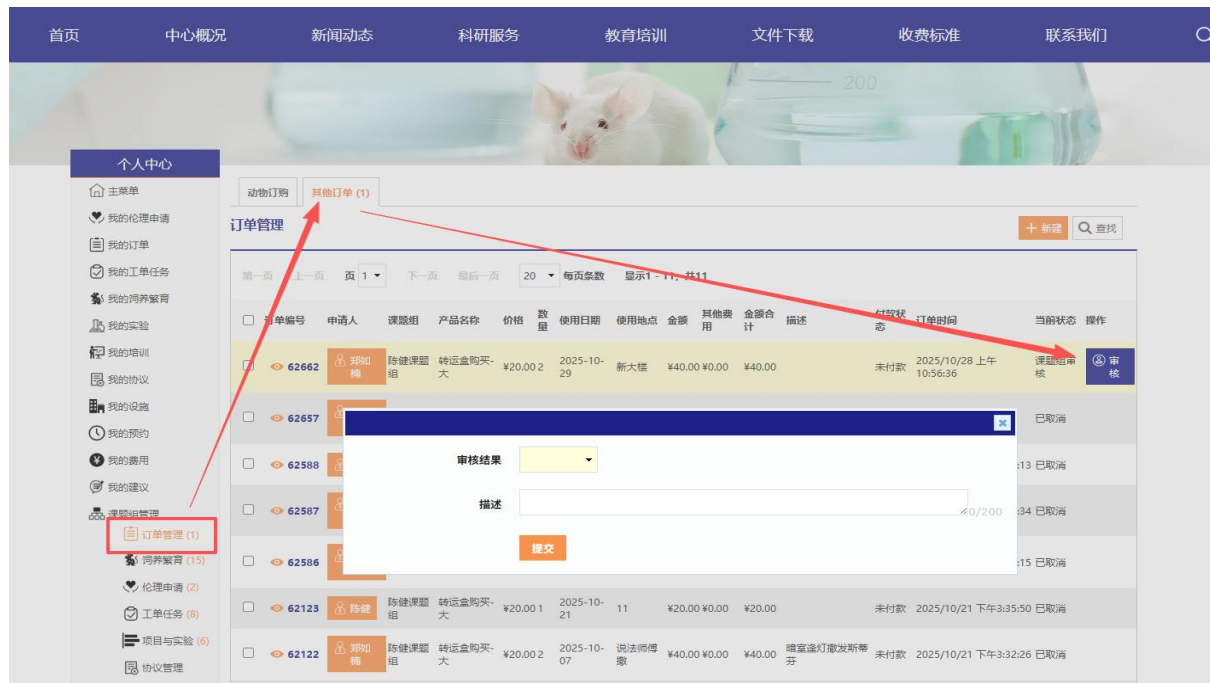 首页 中心概况 新闻动态 科研服务 教育培训 文件下载 收费标准 联系我们
200
个人中心
主菜单
我的伦理申请
我的订单
我的工单任务
我的饲养繁育
我的实验
我的培训
我的协议
我的设施
我的预约
我的费用
我的建议
课题组管理
订单管理 (1)
饲养繁育 (15)
伦理申请 (2)
工单任务 (8)
项目与实验 (6)
协议管理
动物订购 其他订单 (1)
订单管理
新建 查找
第一页 上一页 页 1 下一页 最后一页 20 每页条数 显示1 - 11, 共11
订单编号 申请人 课题组 产品名称 价格 数量 使用日期 使用地点 金额 其他费用 金额合计 描述 付款状态 订单时间 当前状态 操作
62662 郑如楠 陈健课题组 转运盒购买-大 ¥20.00 2 2025-10-29 新大楼 ¥40.00 ¥0.00 ¥40.00 未付款 2025/10/28 上午10:56:36 课题组审核 审核
62657 已取消
62588 :13 已取消
62587 :34 已取消
62586 :15 已取消
审核结果
描述
0/200
提交
62123 陈健 陈健课题组 转运盒购买-大 ¥20.00 1 2025-10-21 11 ¥20.00 ¥0.00 ¥20.00 未付款 2025/10/21 下午3:35:50 已取消
62122 郑如楠 陈健课题组 转运盒购买-大 ¥20.00 2 2025-10-07 说法师傅撤 ¥40.00 ¥0.00 ¥40.00 暗室逢灯撤发斯蒂芬 未付款 2025/10/21 下午3:32:26 已取消